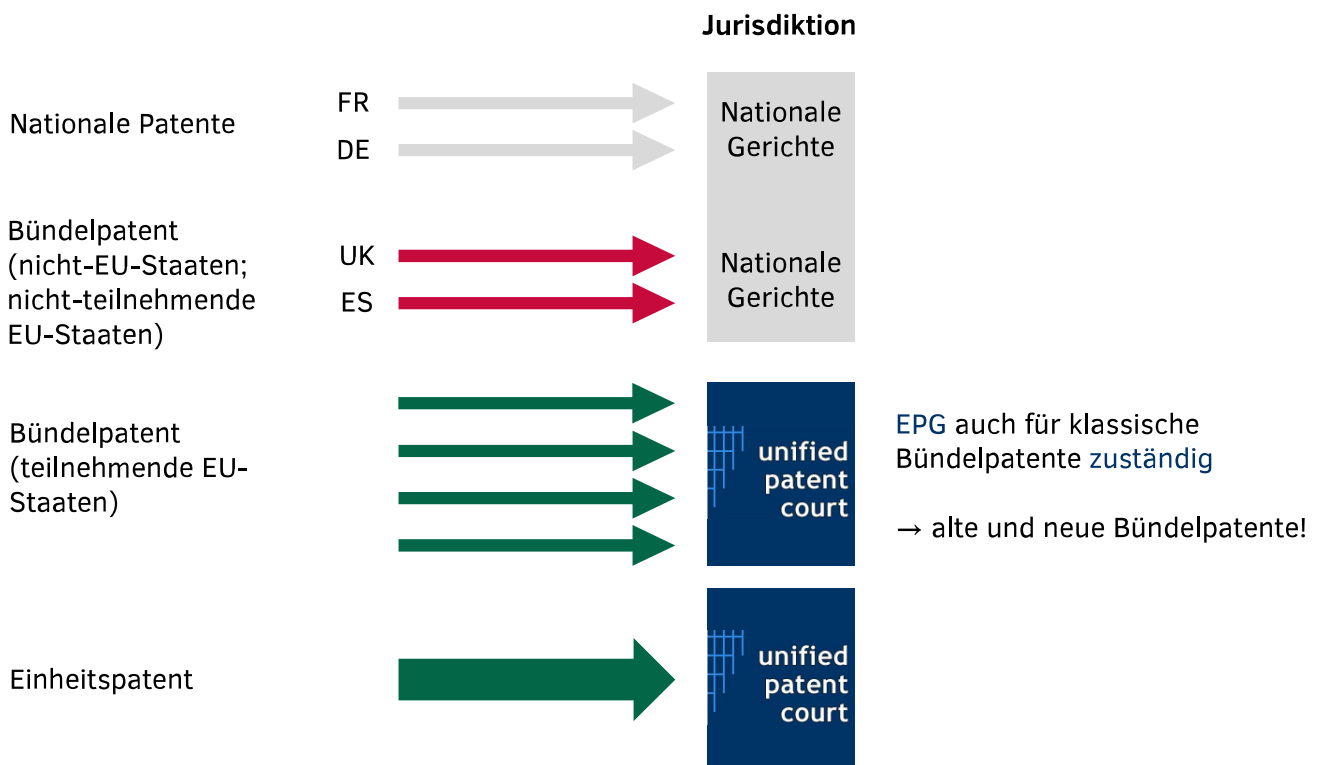 Jurisdiktion
Nationale Patente
FR
DE
Nationale
Gerichte
Bündelpatent
(nicht-EU-Staaten;
nicht-teilnehmende
EU-Staaten)
UK
ES
Nationale
Gerichte
Bündelpatent
(teilnehmende EU-
Staaten)
unified
patent
court
EPG auch für klassische
Bündelpatente zuständig
→ alte und neue Bündelpatente!
Einheitspatent
unified
patent
court